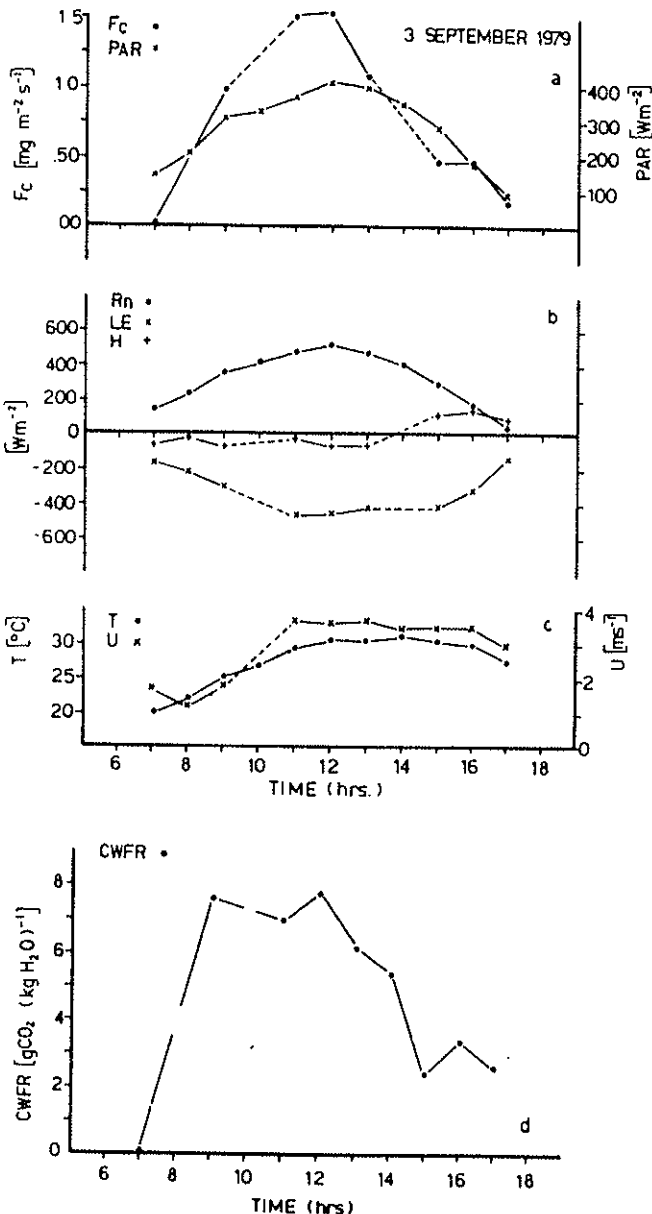 Fc •
PAR ×
3 SEPTEMBER 1979
a
1 5
1 0
.50
.00
Fc [mg m⁻² s⁻¹]
400
300
200
100
PAR [Wm⁻²]
Rn •
LE ×
H +
b
600
400
200
0
-200
-400
-600
[Wm⁻²]
T •
U ×
c
30
25
20
T [°C]
4
2
0
U [ms⁻¹]
6 8 10 12 14 16 18
TIME (hrs.)
CWFR •
8
6
4
2
0
CWFR [gCO₂ (kg H₂O)⁻¹]
d
6 8 10 12 14 16 18
TIME (hrs)